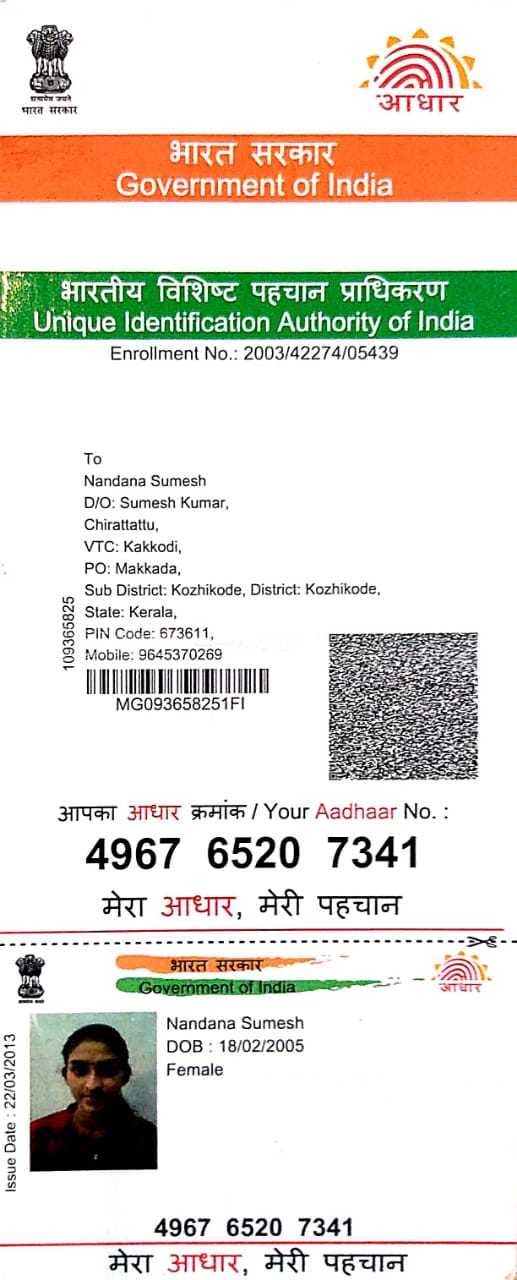 सत्यमेव जयते
भारत सरकार
आधार
भारत सरकार
Government of India
भारतीय विशिष्ट पहचान प्राधिकरण
Unique Identification Authority of India
Enrollment No.: 2003/42274/05439
To
Nandana Sumesh
D/O: Sumesh Kumar,
Chirattattu,
VTC: Kakkodi,
PO: Makkada,
Sub District: Kozhikode, District: Kozhikode,
State: Kerala,
PIN Code: 673611,
Mobile: 9645370269
109365825
MG093658251FI
आपका आधार क्रमांक / Your Aadhaar No. :
4967 6520 7341
मेरा आधार, मेरी पहचान
भारत सरकार
Government of India
आधार
Issue Date : 22/03/2013
Nandana Sumesh
DOB : 18/02/2005
Female
4967 6520 7341
मेरा आधार, मेरी पहचान